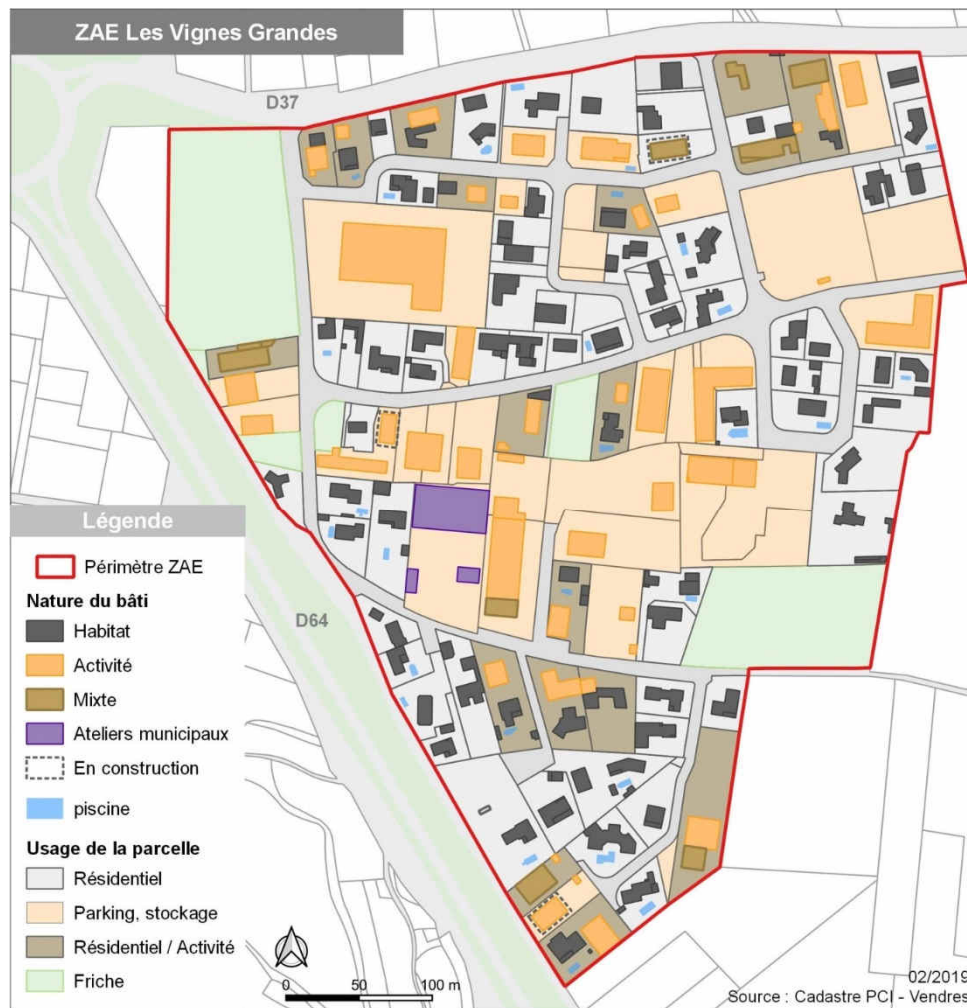 ZAE Les Vignes Grandes
D37
D64
Légende
Périmètre ZAE
Nature du bâti
Habitat
Activité
Mixte
Ateliers municipaux
En construction
piscine
Usage de la parcelle
Résidentiel
Parking, stockage
Résidentiel / Activité
Friche
0 50 100 m
02/2019
Source : Cadastre PCI - Vendres